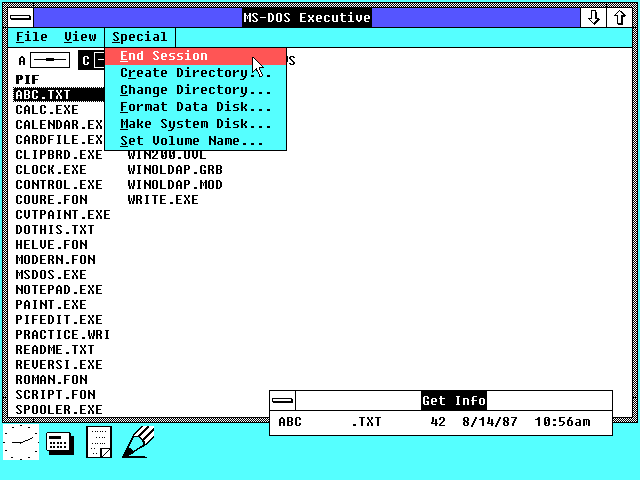 MS-DOS Executive
File View Special
A C
End Session
Create Directory...
Change Directory...
Format Data Disk...
Make System Disk...
Set Volume Name...
PIF
ABC.TXT
CALC.EXE
CALENDAR.EX
CARDFILE.EX
CLIPBRD.EX WIN200.OVL
CLOCK.EXE WINOLDAP.GRB
CONTROL.EXE WINOLDAP.MOD
COURE.FON WRITE.EXE
CVTPAINT.EXE
DOTHIS.TXT
HELVE.FON
MODERN.FON
MSDOS.EXE
NOTEPAD.EXE
PAINT.EXE
PIFEDIT.EXE
PRACTICE.WRI
README.TXT
REVERSI.EXE
ROMAN.FON
SCRIPT.FON
SPOOLER.EXE
Get Info
ABC .TXT 42 8/14/87 10:56am